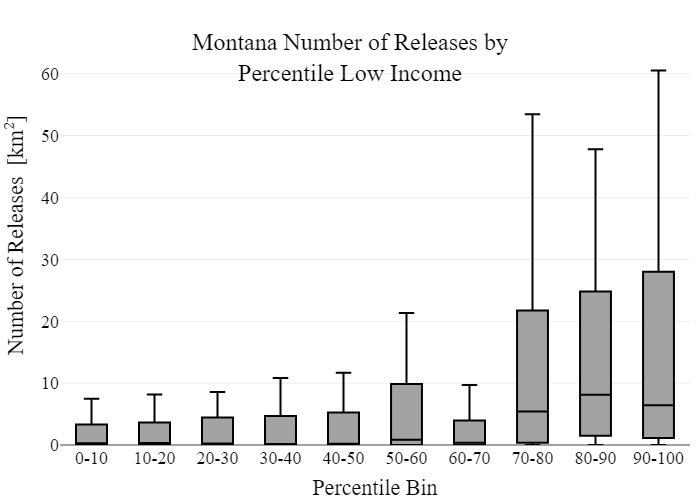 Montana Number of Releases by
Percentile Low Income
Number of Releases [km²]
60
50
40
30
20
10
0
0-10 10-20 20-30 30-40 40-50 50-60 60-70 70-80 80-90 90-100
Percentile Bin